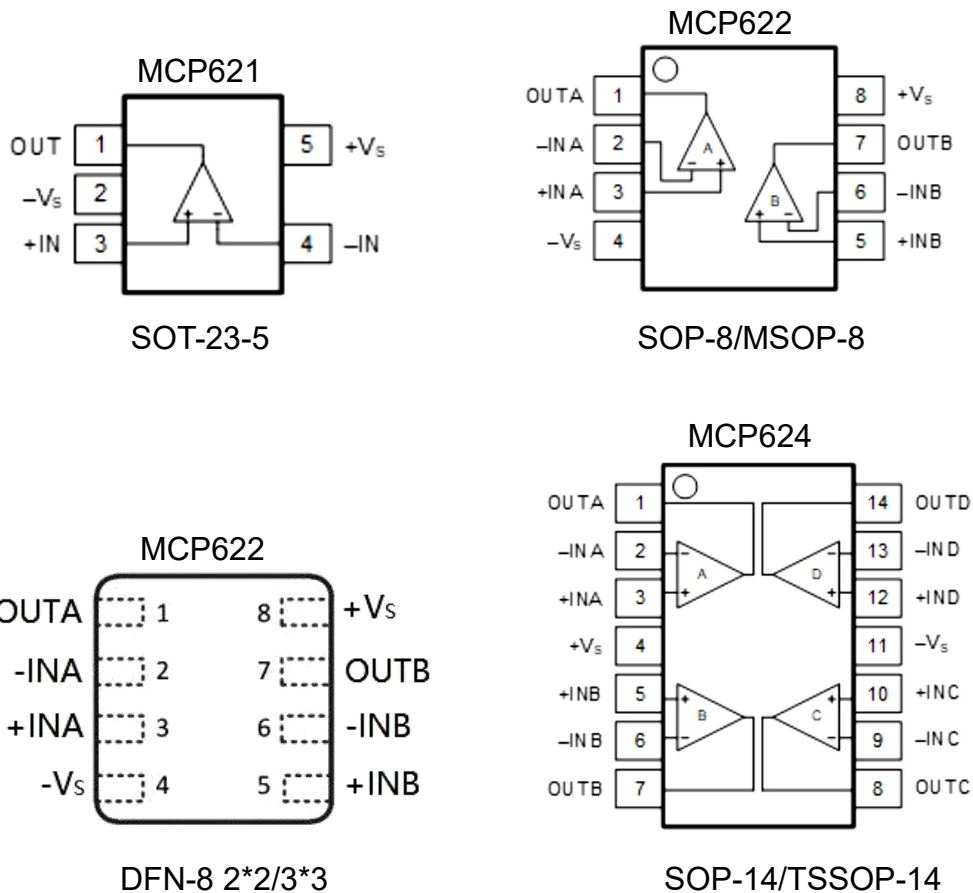 MCP621
OUT 1 5 +Vs
–Vs 2
+IN 3 4 –IN
+ –
SOT-23-5
MCP622
OUTA 1 8 +Vs
–INA 2 A 7 OUTB
– +
+INA 3 B 6 –INB
+ –
–Vs 4 5 +INB
SOP-8/MSOP-8
MCP622
OUTA 1 8 +Vs
-INA 2 7 OUTB
+INA 3 6 -INB
-Vs 4 5 +INB
DFN-8 2*2/3*3
MCP624
OUTA 1 14 OUTD
–INA 2 – – 13 –IND
A D
+INA 3 + + 12 +IND
+Vs 4 11 –Vs
+INB 5 + + 10 +INC
B C
–INB 6 – – 9 –INC
OUTB 7 8 OUTC
SOP-14/TSSOP-14